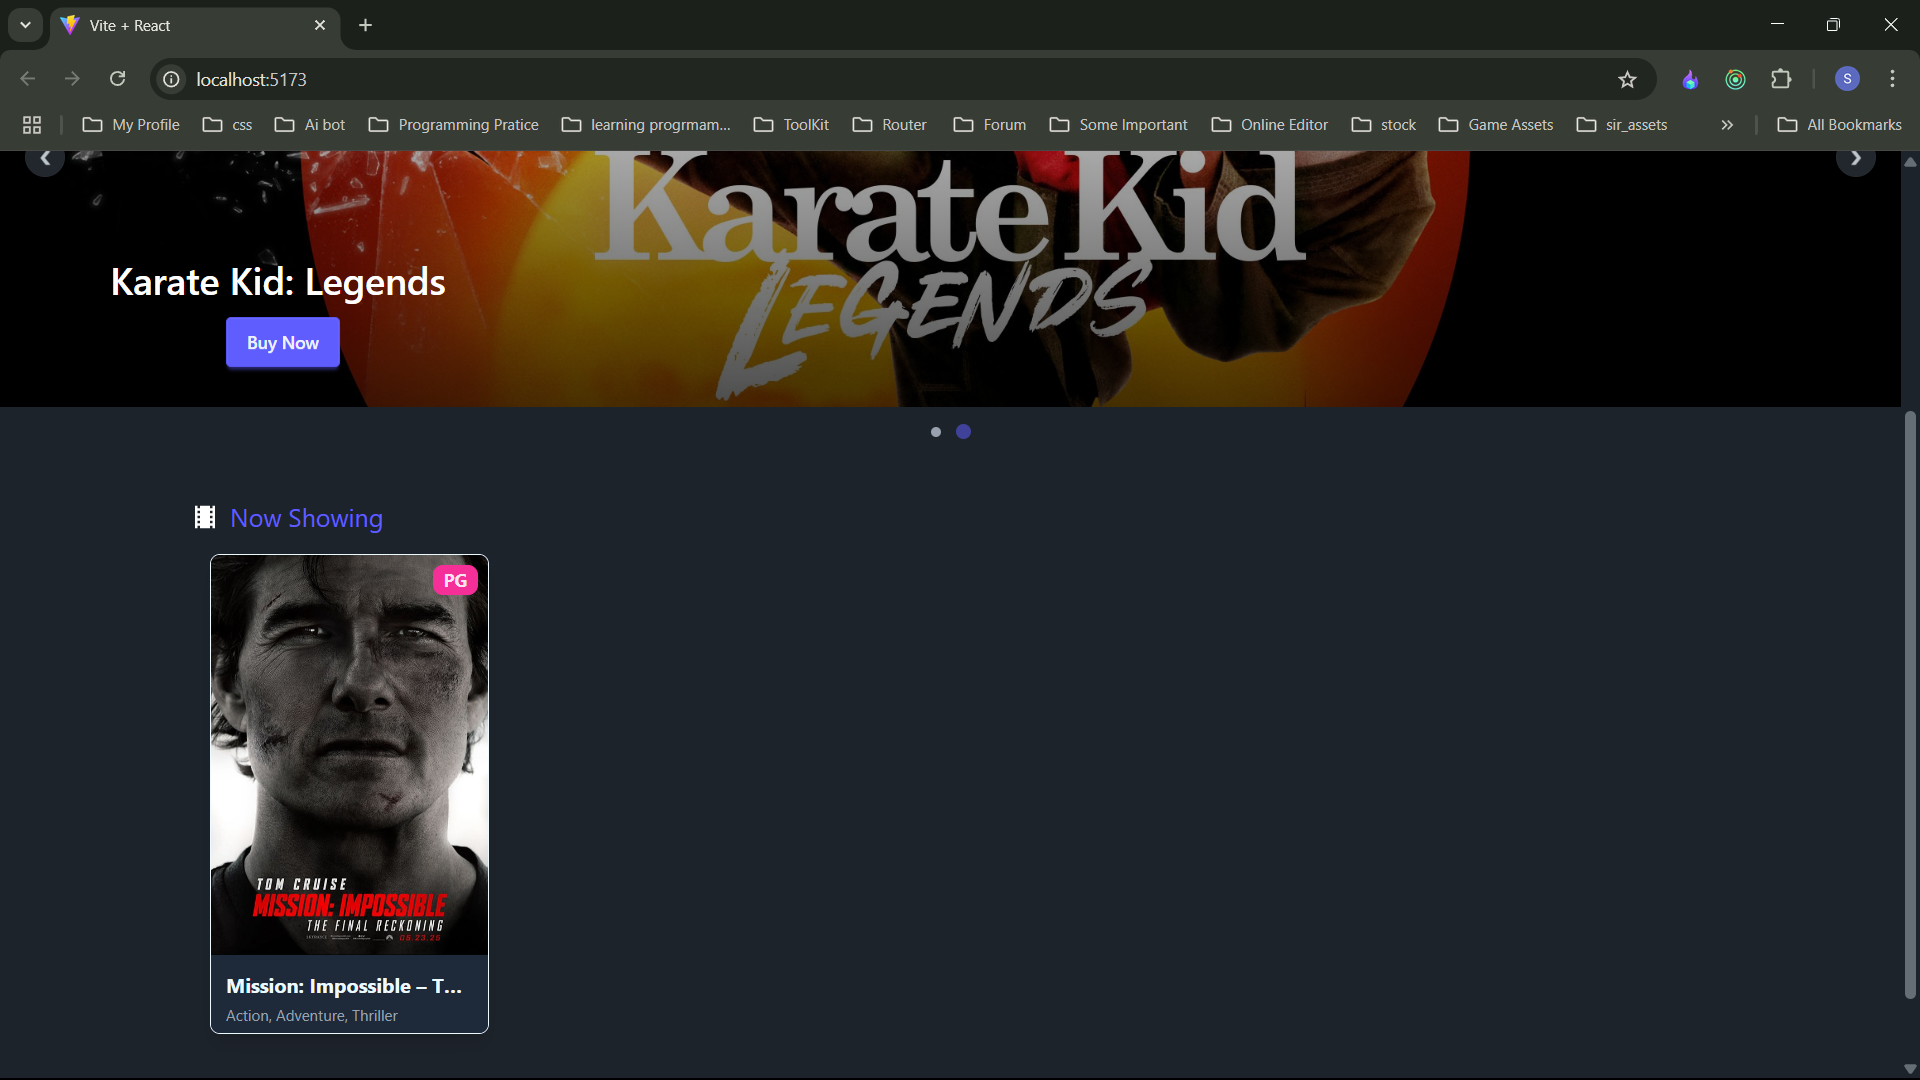 Vite + React
localhost:5173
S
My Profile
css
Ai bot
Programming Pratice
learning progrmam...
ToolKit
Router
Forum
Some Important
Online Editor
stock
Game Assets
sir_assets
All Bookmarks
Karate Kid
LEGENDS
Karate Kid: Legends
Buy Now
Now Showing
PG
TOM CRUISE
MISSION: IMPOSSIBLE
THE FINAL RECKONING
05.23.25
Mission: Impossible – T...
Action, Adventure, Thriller